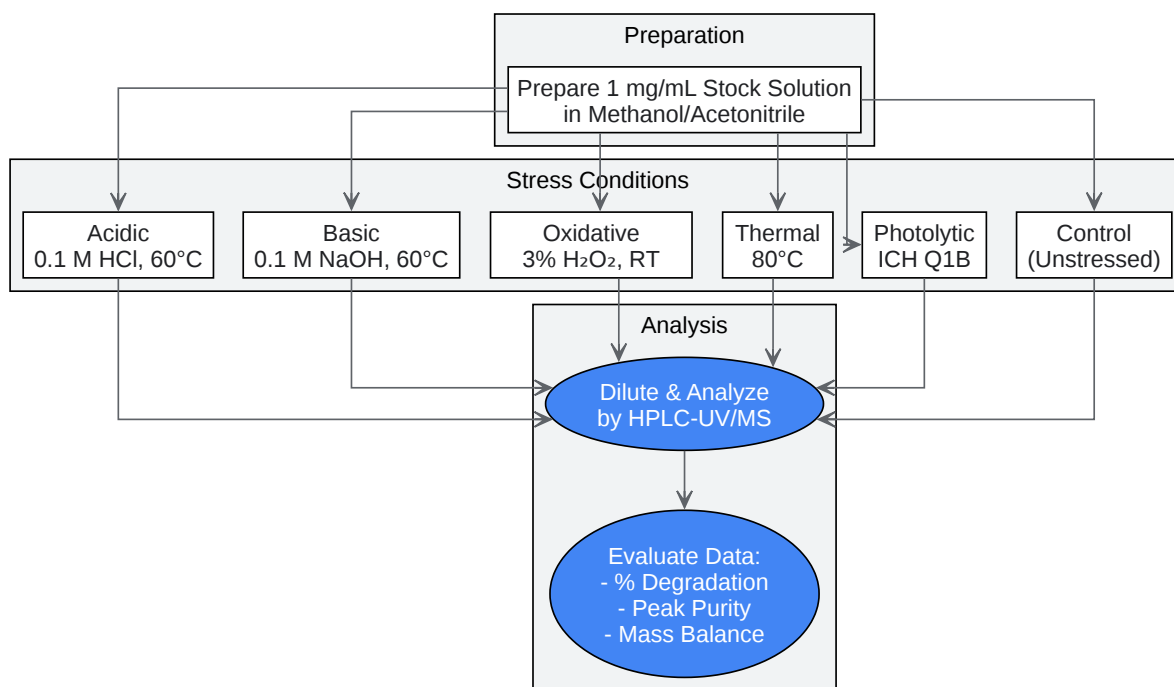 Preparation
Prepare 1 mg/mL Stock Solution
in Methanol/Acetonitrile
Stress Conditions
Acidic
0.1 M HCl, 60°C
Basic
0.1 M NaOH, 60°C
Oxidative
3% H₂O₂, RT
Thermal
80°C
Photolytic
ICH Q1B
Control
(Unstressed)
Analysis
Dilute & Analyze
by HPLC-UV/MS
Evaluate Data:
- % Degradation
- Peak Purity
- Mass Balance